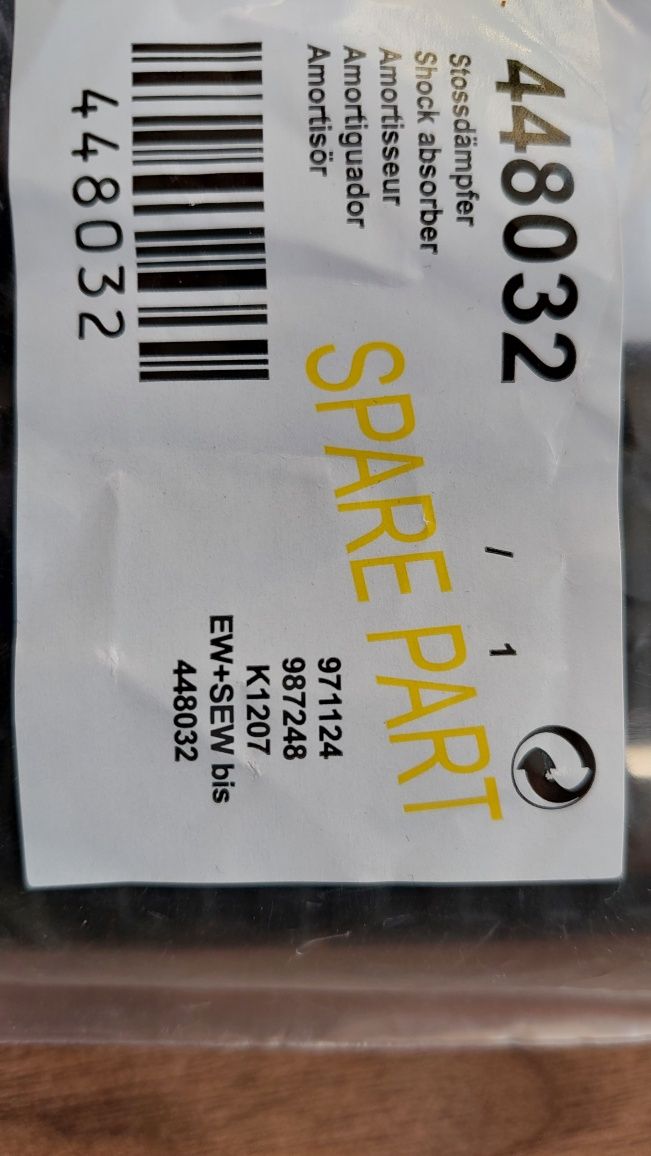 448032
/ 1
Stossdämpfer
Shock absorber
Amortisseur
Amortiguador
Amortisör
SPARE PART
448032
971124
987248
K1207
EW+SEW bis
448032